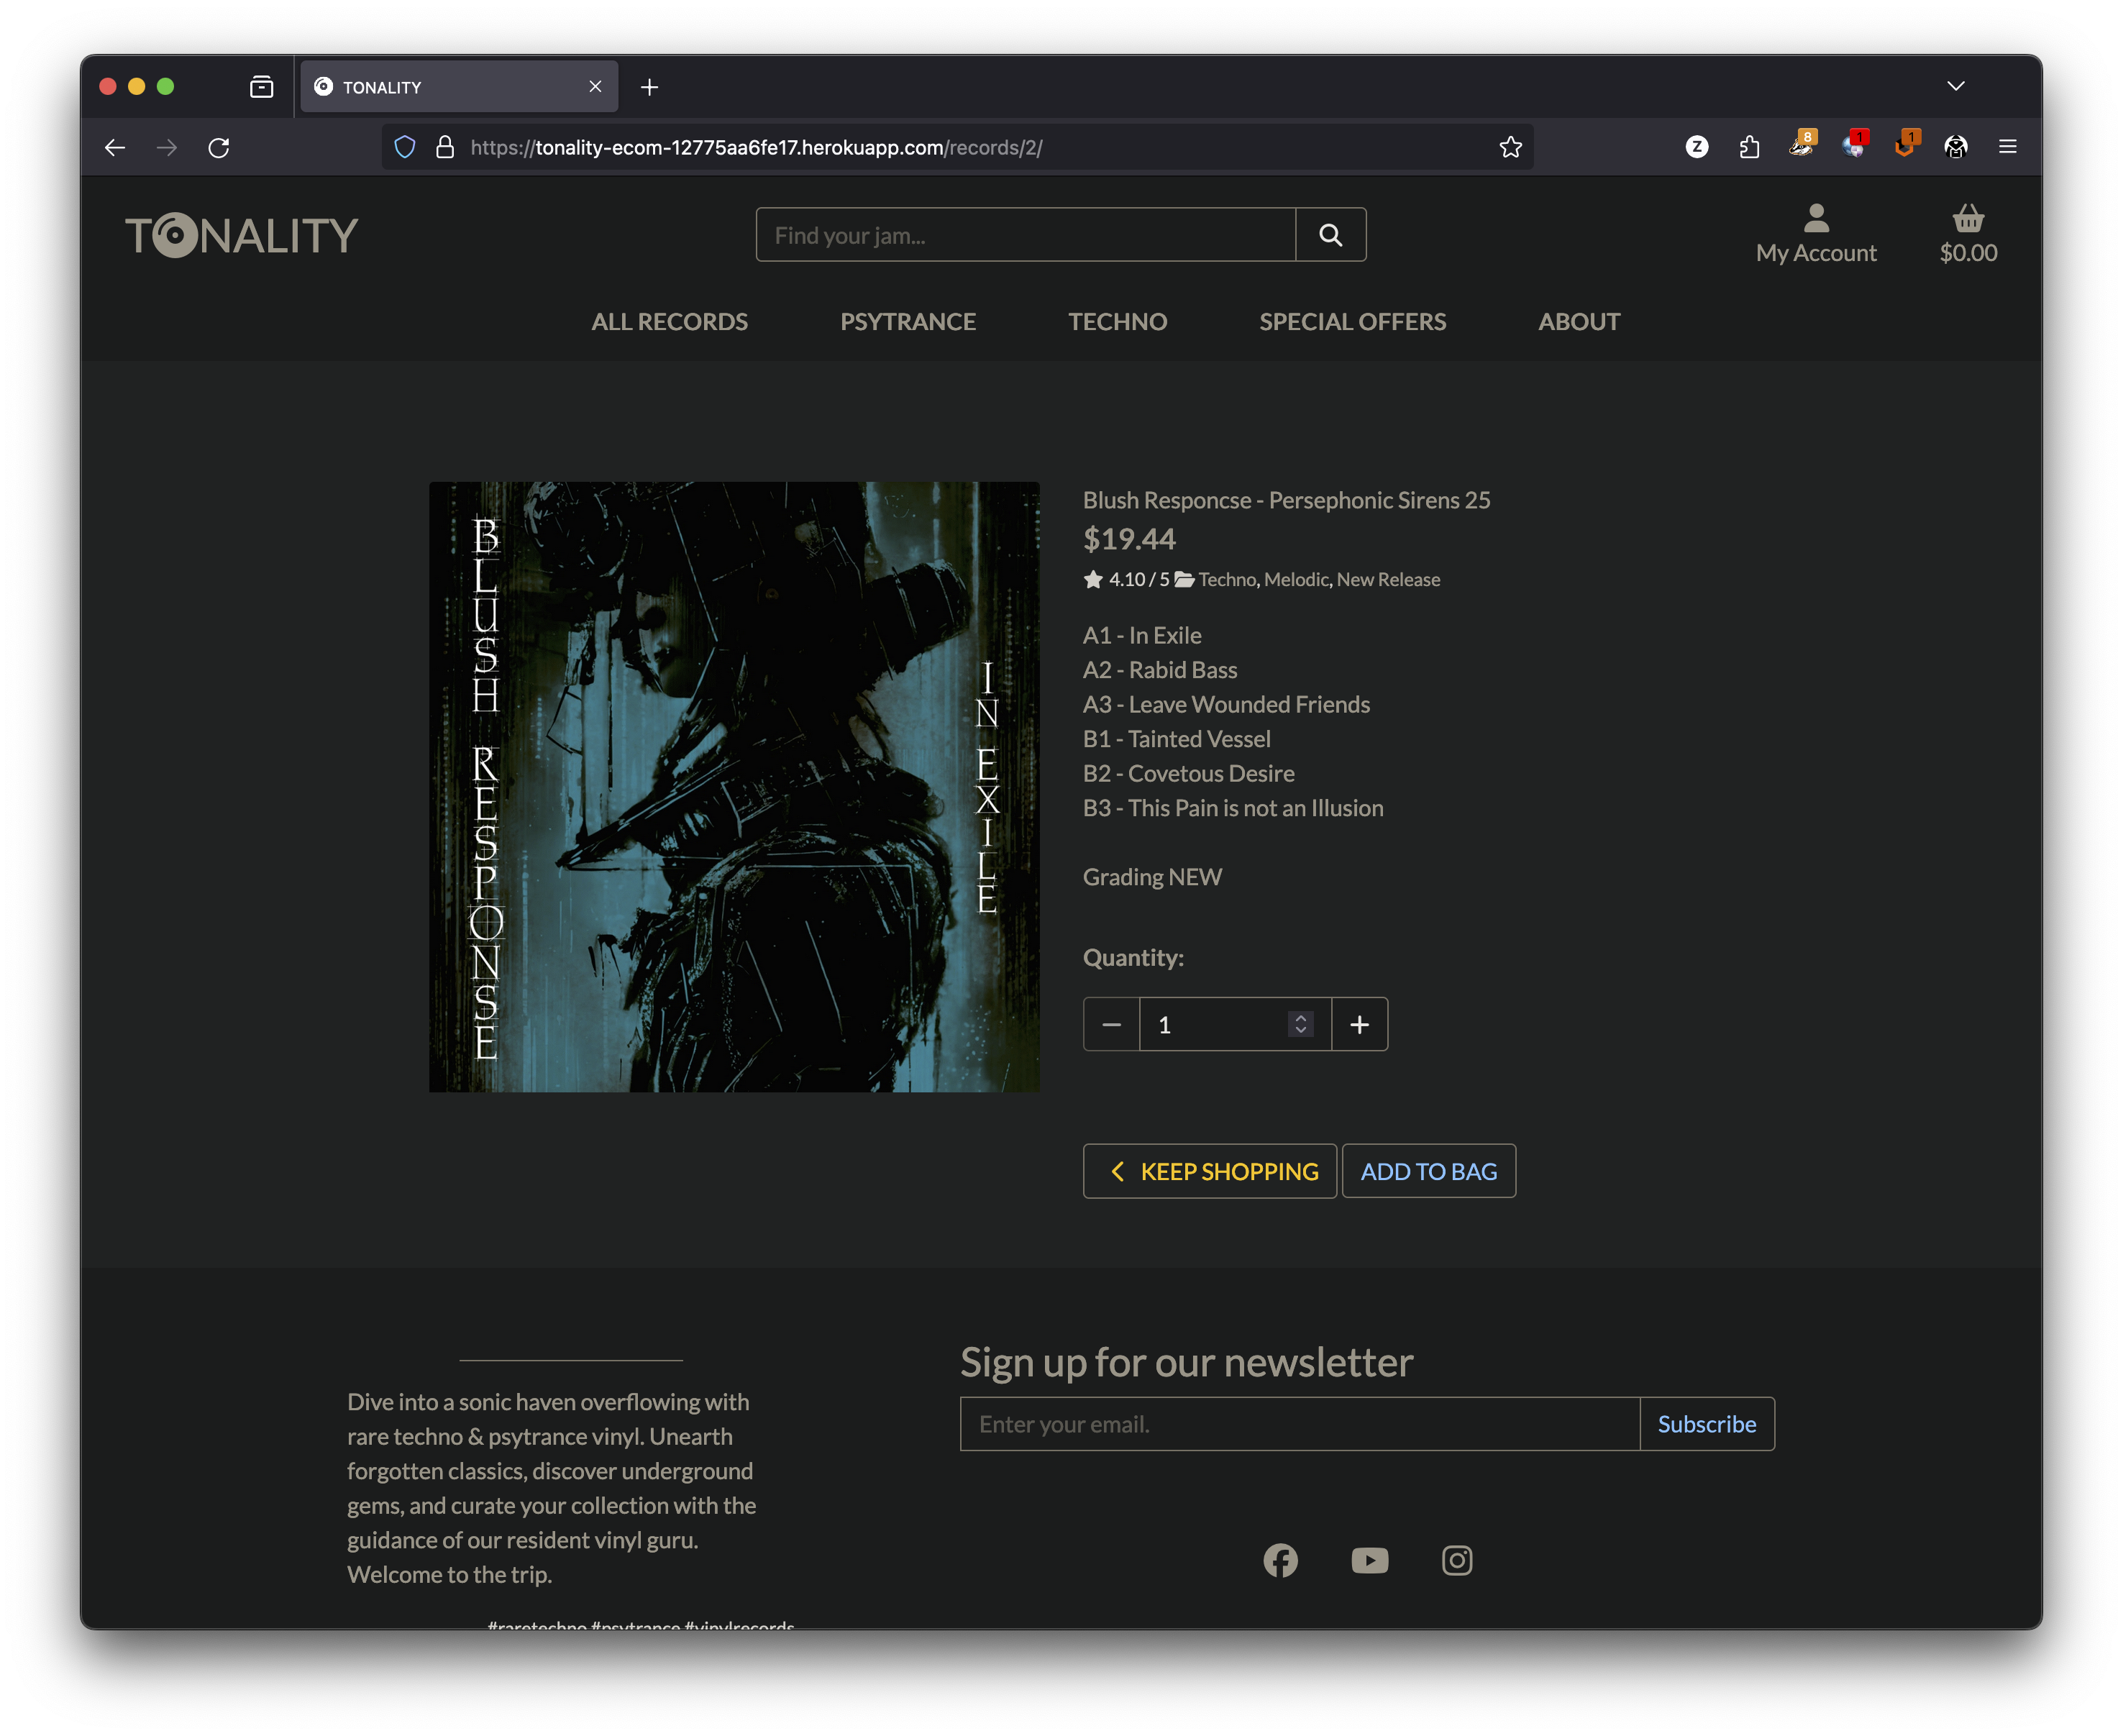 TONALITY
https://tonality-ecom-12775aa6fe17.herokuapp.com/records/2/
Z
8
1
1
TONALITY
Find your jam...
My Account
$0.00
ALL RECORDS
PSYTRANCE
TECHNO
SPECIAL OFFERS
ABOUT
BLUSH RESPONSE
IN EXILE
Blush Responcse - Persephonic Sirens 25
$19.44
4.10 / 5 Techno, Melodic, New Release
A1 - In Exile
A2 - Rabid Bass
A3 - Leave Wounded Friends
B1 - Tainted Vessel
B2 - Covetous Desire
B3 - This Pain is not an Illusion
Grading NEW
Quantity:
1
KEEP SHOPPING
ADD TO BAG
Dive into a sonic haven overflowing with
rare techno & psytrance vinyl. Unearth
forgotten classics, discover underground
gems, and curate your collection with the
guidance of our resident vinyl guru.
Welcome to the trip.
#raretechno #psytrance #vinylrecords
Sign up for our newsletter
Enter your email.
Subscribe